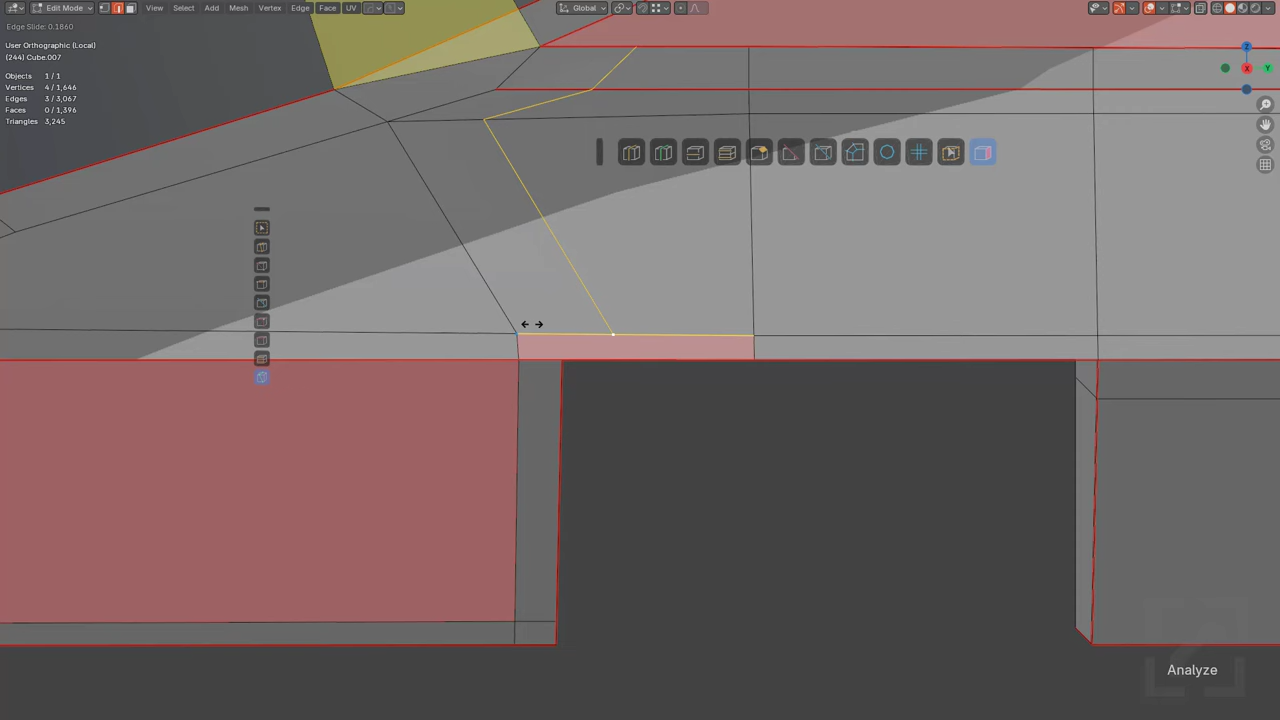 Edit Mode View Select Add Mesh Vertex Edge Face UV Global
Edge Slide: 0.1860
User Orthographic (Local)
(244) Cube.007
Objects 1 / 1
Vertices 4 / 1,646
Edges 3 / 3,067
Faces 0 / 1,396
Triangles 3,245
Z
X
Y
Analyze